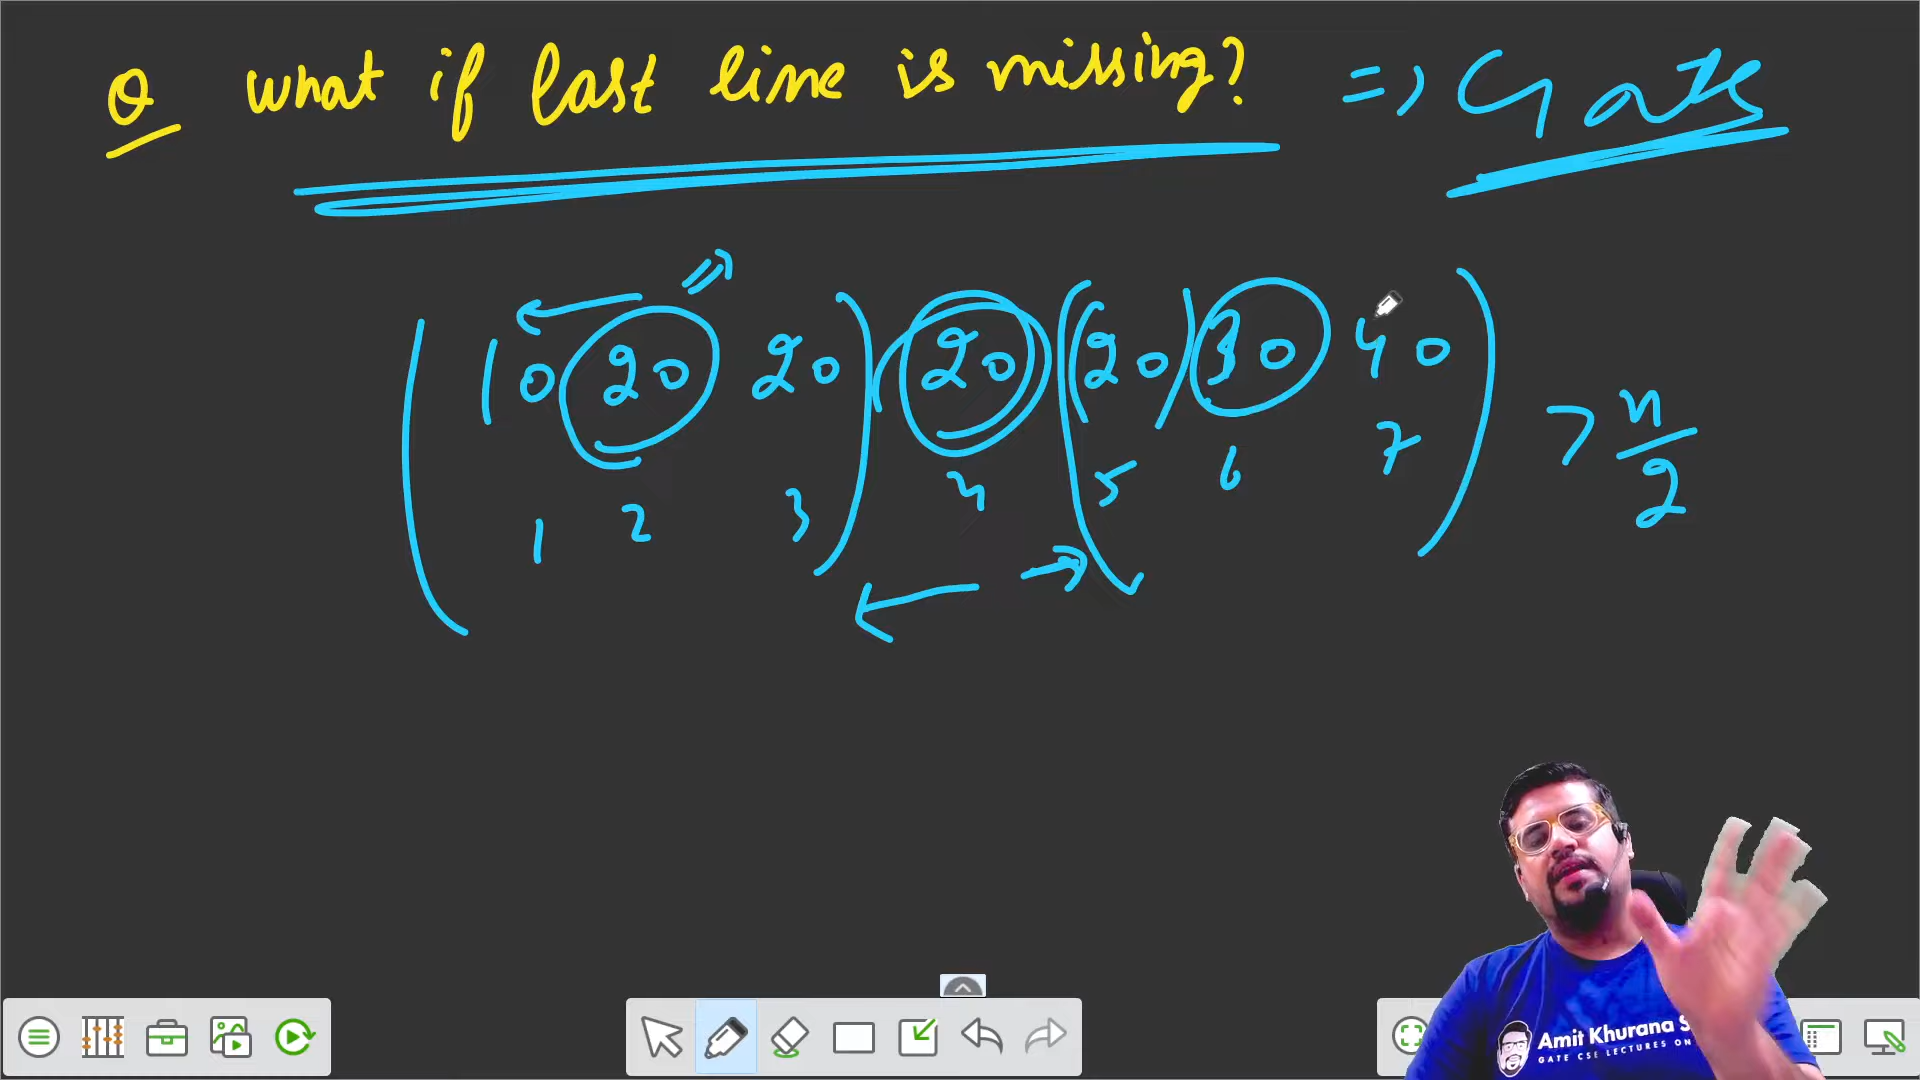 Q what if last line is missing? => Gate
10 20 20 20 20 30 40 > n/2
1 2 3 4 5 6 7
Amit Khurana S
GATE CSE LECTURES ON